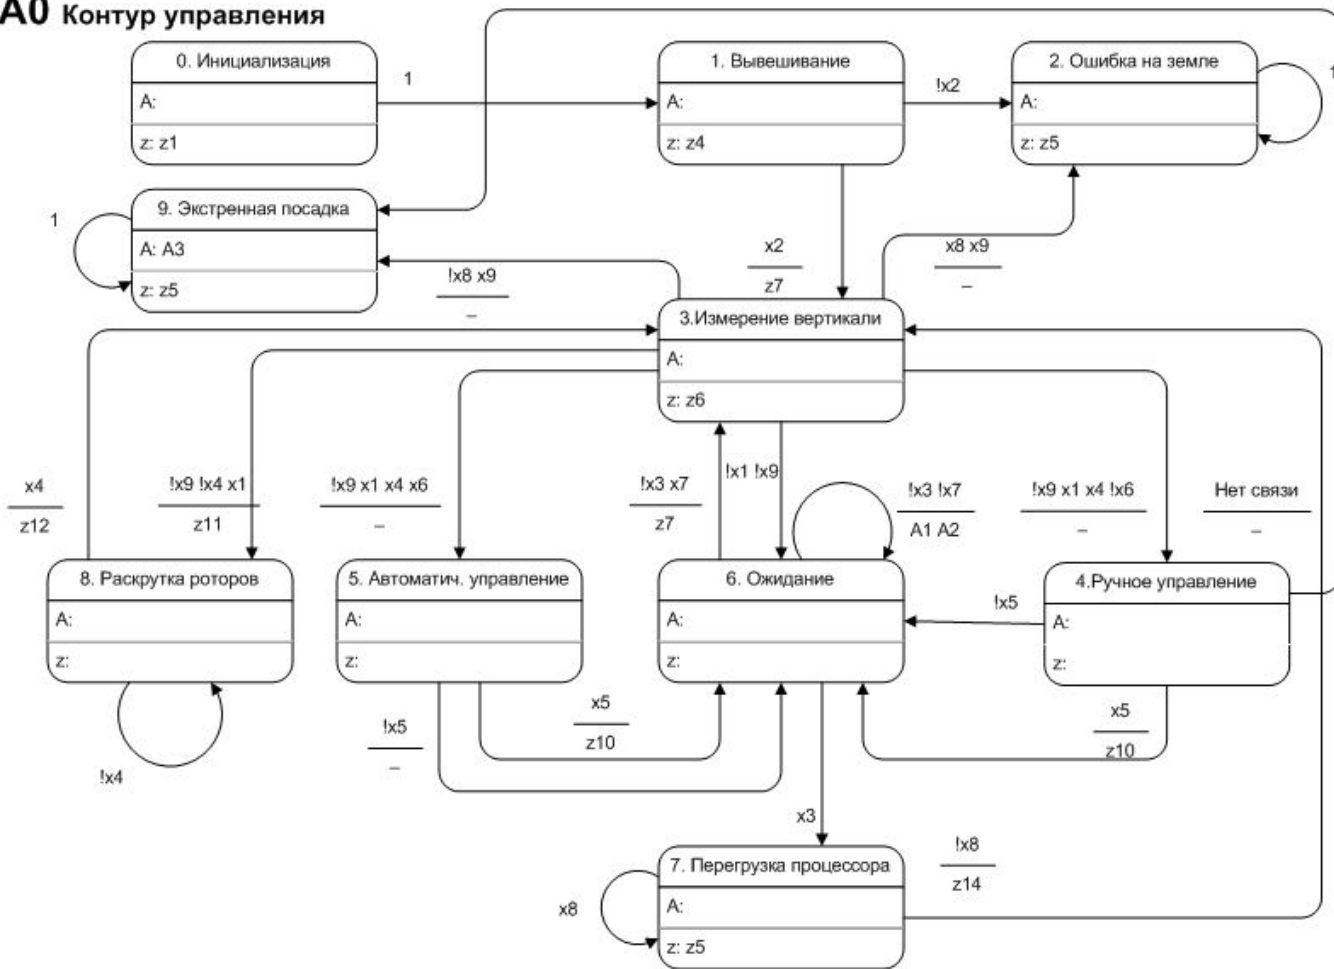 A0 Контур управления
0. Инициализация
A:
z: z1
1
1. Вывешивание
A:
z: z4
!x2
2. Ошибка на земле
A:
z: z5
1
9. Экстренная посадка
A: A3
z: z5
1
!x8 x9
–
x2
z7
x8 x9
–
3.Измерение вертикали
A:
z: z6
x4
z12
!x9 !x4 x1
z11
!x9 x1 x4 x6
–
!x3 x7
z7
!x1 !x9
!x3 !x7
A1 A2
!x9 x1 x4 !x6
–
Нет связи
–
8. Раскрутка роторов
A:
z:
!x4
5. Автоматич. управление
A:
z:
6. Ожидание
A:
z:
!x5
4.Ручное управление
A:
z:
!x5
–
x5
z10
x5
z10
x3
7. Перегрузка процессора
A:
z: z5
x8
!x8
z14